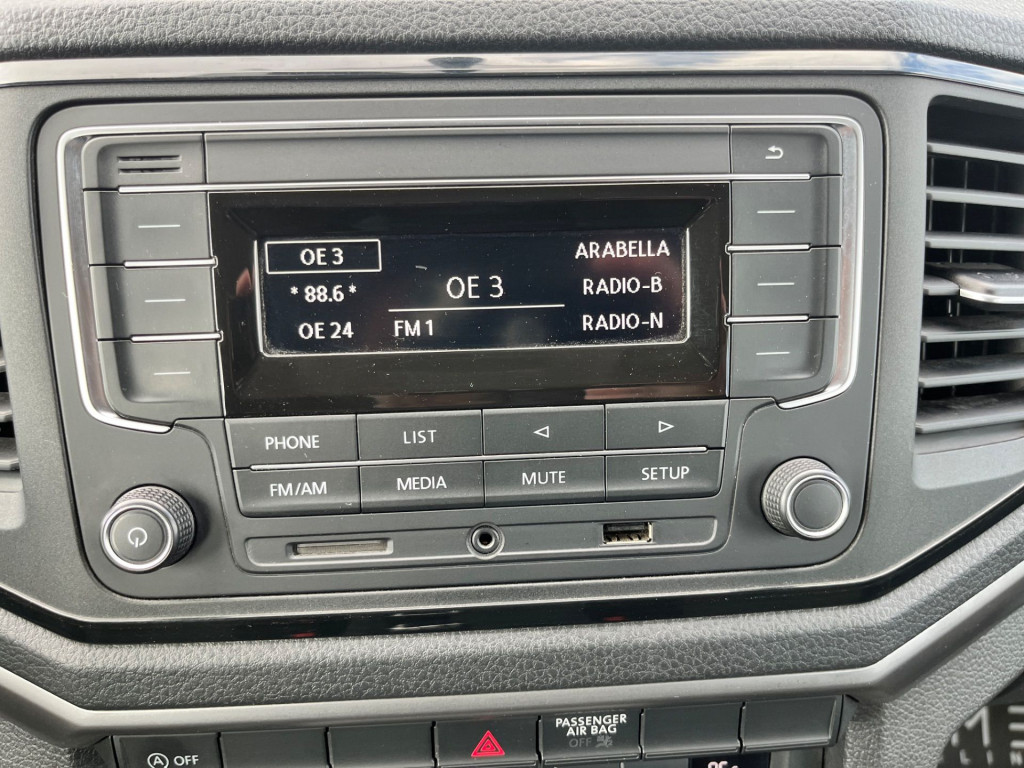 OE 3
* 88.6 *
OE 24
OE 3
FM 1
ARABELLA
RADIO-B
RADIO-N
PHONE
LIST
FM/AM
MEDIA
MUTE
SETUP
A OFF
PASSENGER
AIR BAG
OFF